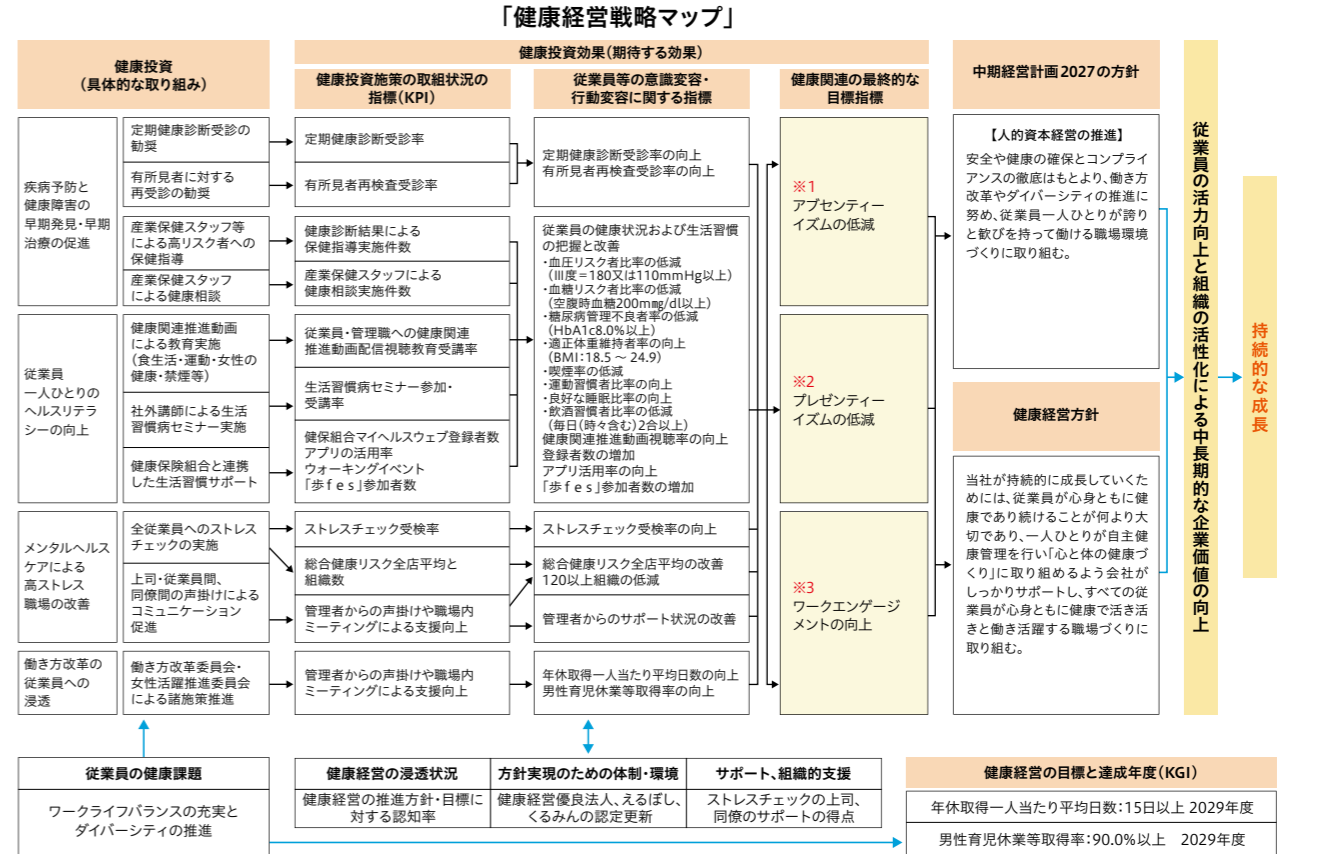 「健康経営戦略マップ」
健康投資
（具体的な取り組み）
健康投資効果（期待する効果）
健康投資施策の取組状況の
指標（KPI）
従業員等の意識変容・
行動変容に関する指標
健康関連の最終的な
目標指標
中期経営計画2027の方針
疾病予防と
健康障害の
早期発見・早期
治療の促進
定期健康診断受診の
勧奨
有所見者に対する
再受診の勧奨
産業保健スタッフ等
による高リスク者への
保健指導
産業保健スタッフ
による健康相談
従業員
一人ひとりの
ヘルスリテラ
シーの向上
健康関連推進動画
による教育実施
（食生活・運動・女性の
健康・禁煙等）
社外講師による生活
習慣病セミナー実施
健康保険組合と連携
した生活習慣サポート
メンタルヘルス
ケアによる
高ストレス
職場の改善
全従業員へのストレス
チェックの実施
上司・従業員間、
同僚間の声掛けによる
コミュニケーション
促進
働き方改革の
従業員への
浸透
働き方改革委員会・
女性活躍推進委員会
による諸施策推進
定期健康診断受診率
有所見者再検査受診率
健康診断結果による
保健指導実施件数
産業保健スタッフによる
健康相談実施件数
従業員・管理職への健康関連
推進動画配信視聴教育受講率
生活習慣病セミナー参加・
受講率
健保組合マイヘルスウェブ登録者数
アプリの活用率
ウォーキングイベント
「歩ｆｅｓ」参加者数
ストレスチェック受検率
総合健康リスク全店平均と
組織数
管理者からの声掛けや職場内
ミーティングによる支援向上
管理者からの声掛けや職場内
ミーティングによる支援向上
定期健康診断受診率の向上
有所見者再検査受診率の向上
従業員の健康状況および生活習慣
の把握と改善
・血圧リスク者比率の低減
（Ⅲ度＝180又は110mmHg以上）
・血糖リスク者比率の低減
（空腹時血糖200mmg/dl以上）
・糖尿病管理不良者率の低減
（HbA1c8.0%以上）
・適正体重維持者率の向上
（BMI：18.5 ～ 24.9）
・喫煙率の低減
・運動習慣者比率の向上
・良好な睡眠比率の向上
・飲酒習慣者比率の低減
（毎日（時々含む）2合以上）
健康関連推進動画視聴率の向上
登録者数の増加
アプリ活用率の向上
「歩ｆｅｓ」参加者数の増加
ストレスチェック受検率の向上
総合健康リスク全店平均の改善
120以上組織の低減
管理者からのサポート状況の改善
年休取得一人当たり平均日数の向上
男性育児休業等取得率の向上
※1
アブセンティー
イズムの低減
※2
プレゼンティー
イズムの低減
※3
ワークエンゲージ
メントの向上
【人的資本経営の推進】
安全や健康の確保とコンプライ
アンスの徹底はもとより、働き方
改革やダイバーシティの推進に
努め、従業員一人ひとりが誇り
と歓びを持って働ける職場環境
づくりに取り組む。
健康経営方針
当社が持続的に成長していくた
めには、従業員が心身ともに健
康であり続けることが何より大
切であり、一人ひとりが自主健
康管理を行い「心と体の健康づ
くり」に取り組めるよう会社が
しっかりサポートし、すべての従
業員が心身ともに健康で活き活
きと働き活躍する職場づくりに
取り組む。
従業員の活力向上と組織の活性化による中長期的な企業価値の向上
持続的な成長
従業員の健康課題
ワークライフバランスの充実と
ダイバーシティの推進
健康経営の浸透状況
健康経営の推進方針・目標に
対する認知率
方針実現のための体制・環境
健康経営優良法人、えるぼし、
くるみんの認定更新
サポート、組織的支援
ストレスチェックの上司、
同僚のサポートの得点
健康経営の目標と達成年度（KGI）
年休取得一人当たり平均日数：15日以上 2029年度
男性育児休業等取得率：90.0%以上　2029年度